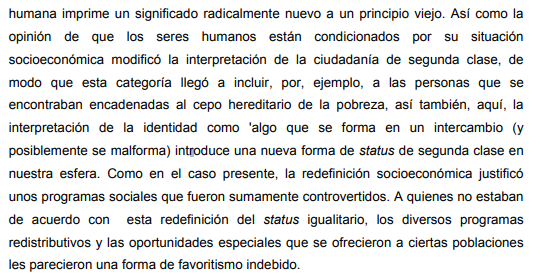 humana imprime un significado radicalmente nuevo a un principio viejo. Así como la
opinión de que los seres humanos están condicionados por su situación
socioeconómica modificó la interpretación de la ciudadanía de segunda clase, de
modo que esta categoría llegó a incluir, por, ejemplo, a las personas que se
encontraban encadenadas al cepo hereditario de la pobreza, así también, aquí, la
interpretación de la identidad como 'algo que se forma en un intercambio (y
posiblemente se malforma) introduce una nueva forma de status de segunda clase en
nuestra esfera. Como en el caso presente, la redefinición socioeconómica justificó
unos programas sociales que fueron sumamente controvertidos. A quienes no estaban
de acuerdo con esta redefinición del status igualitario, los diversos programas
redistributivos y las oportunidades especiales que se ofrecieron a ciertas poblaciones
les parecieron una forma de favoritismo indebido.